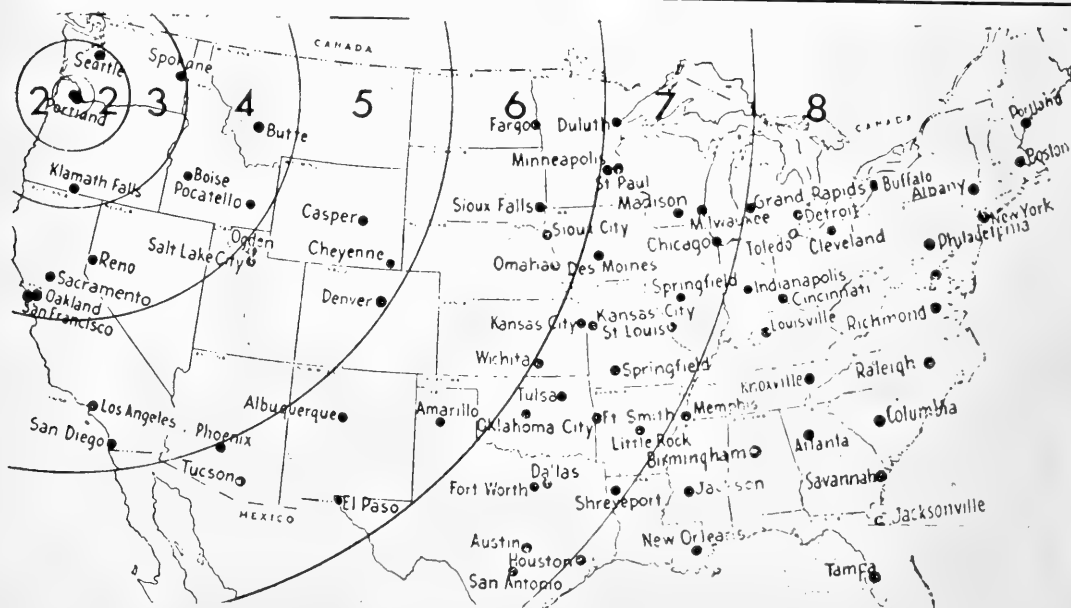 CANADA
Seattle
Spokane
2
2
3
4
5
6
7
8
Portland
Butte
Fargo
Duluth
CANADA
Portland
Minneapolis
St Paul
Boston
Klamath Falls
Boise
Pocatello
Casper
Sioux Falls
Madison
Milwaukee
Grand Rapids
Buffalo
Albany
Detroit
New York
Ogden
Salt Lake City
Cheyenne
Sioux City
Chicago
Toledo
Cleveland
Philadelphia
Reno
Omaha
Des Moines
Sacramento
Oakland
San Francisco
Denver
Springfield
Indianapolis
Cincinnati
Kansas City
Kansas City
St Louis
Louisville
Richmond
Wichita
Springfield
Knoxville
Raleigh
Tulsa
Los Angeles
Albuquerque
Amarillo
Oklahoma City
Ft Smith
Memphis
Columbia
San Diego
Phoenix
Little Rock
Birmingham
Atlanta
Tucson
Dallas
Fort Worth
Shreveport
Jackson
Savannah
El Paso
MEXICO
Jacksonville
Austin
Houston
New Orleans
San Antonio
Tampa